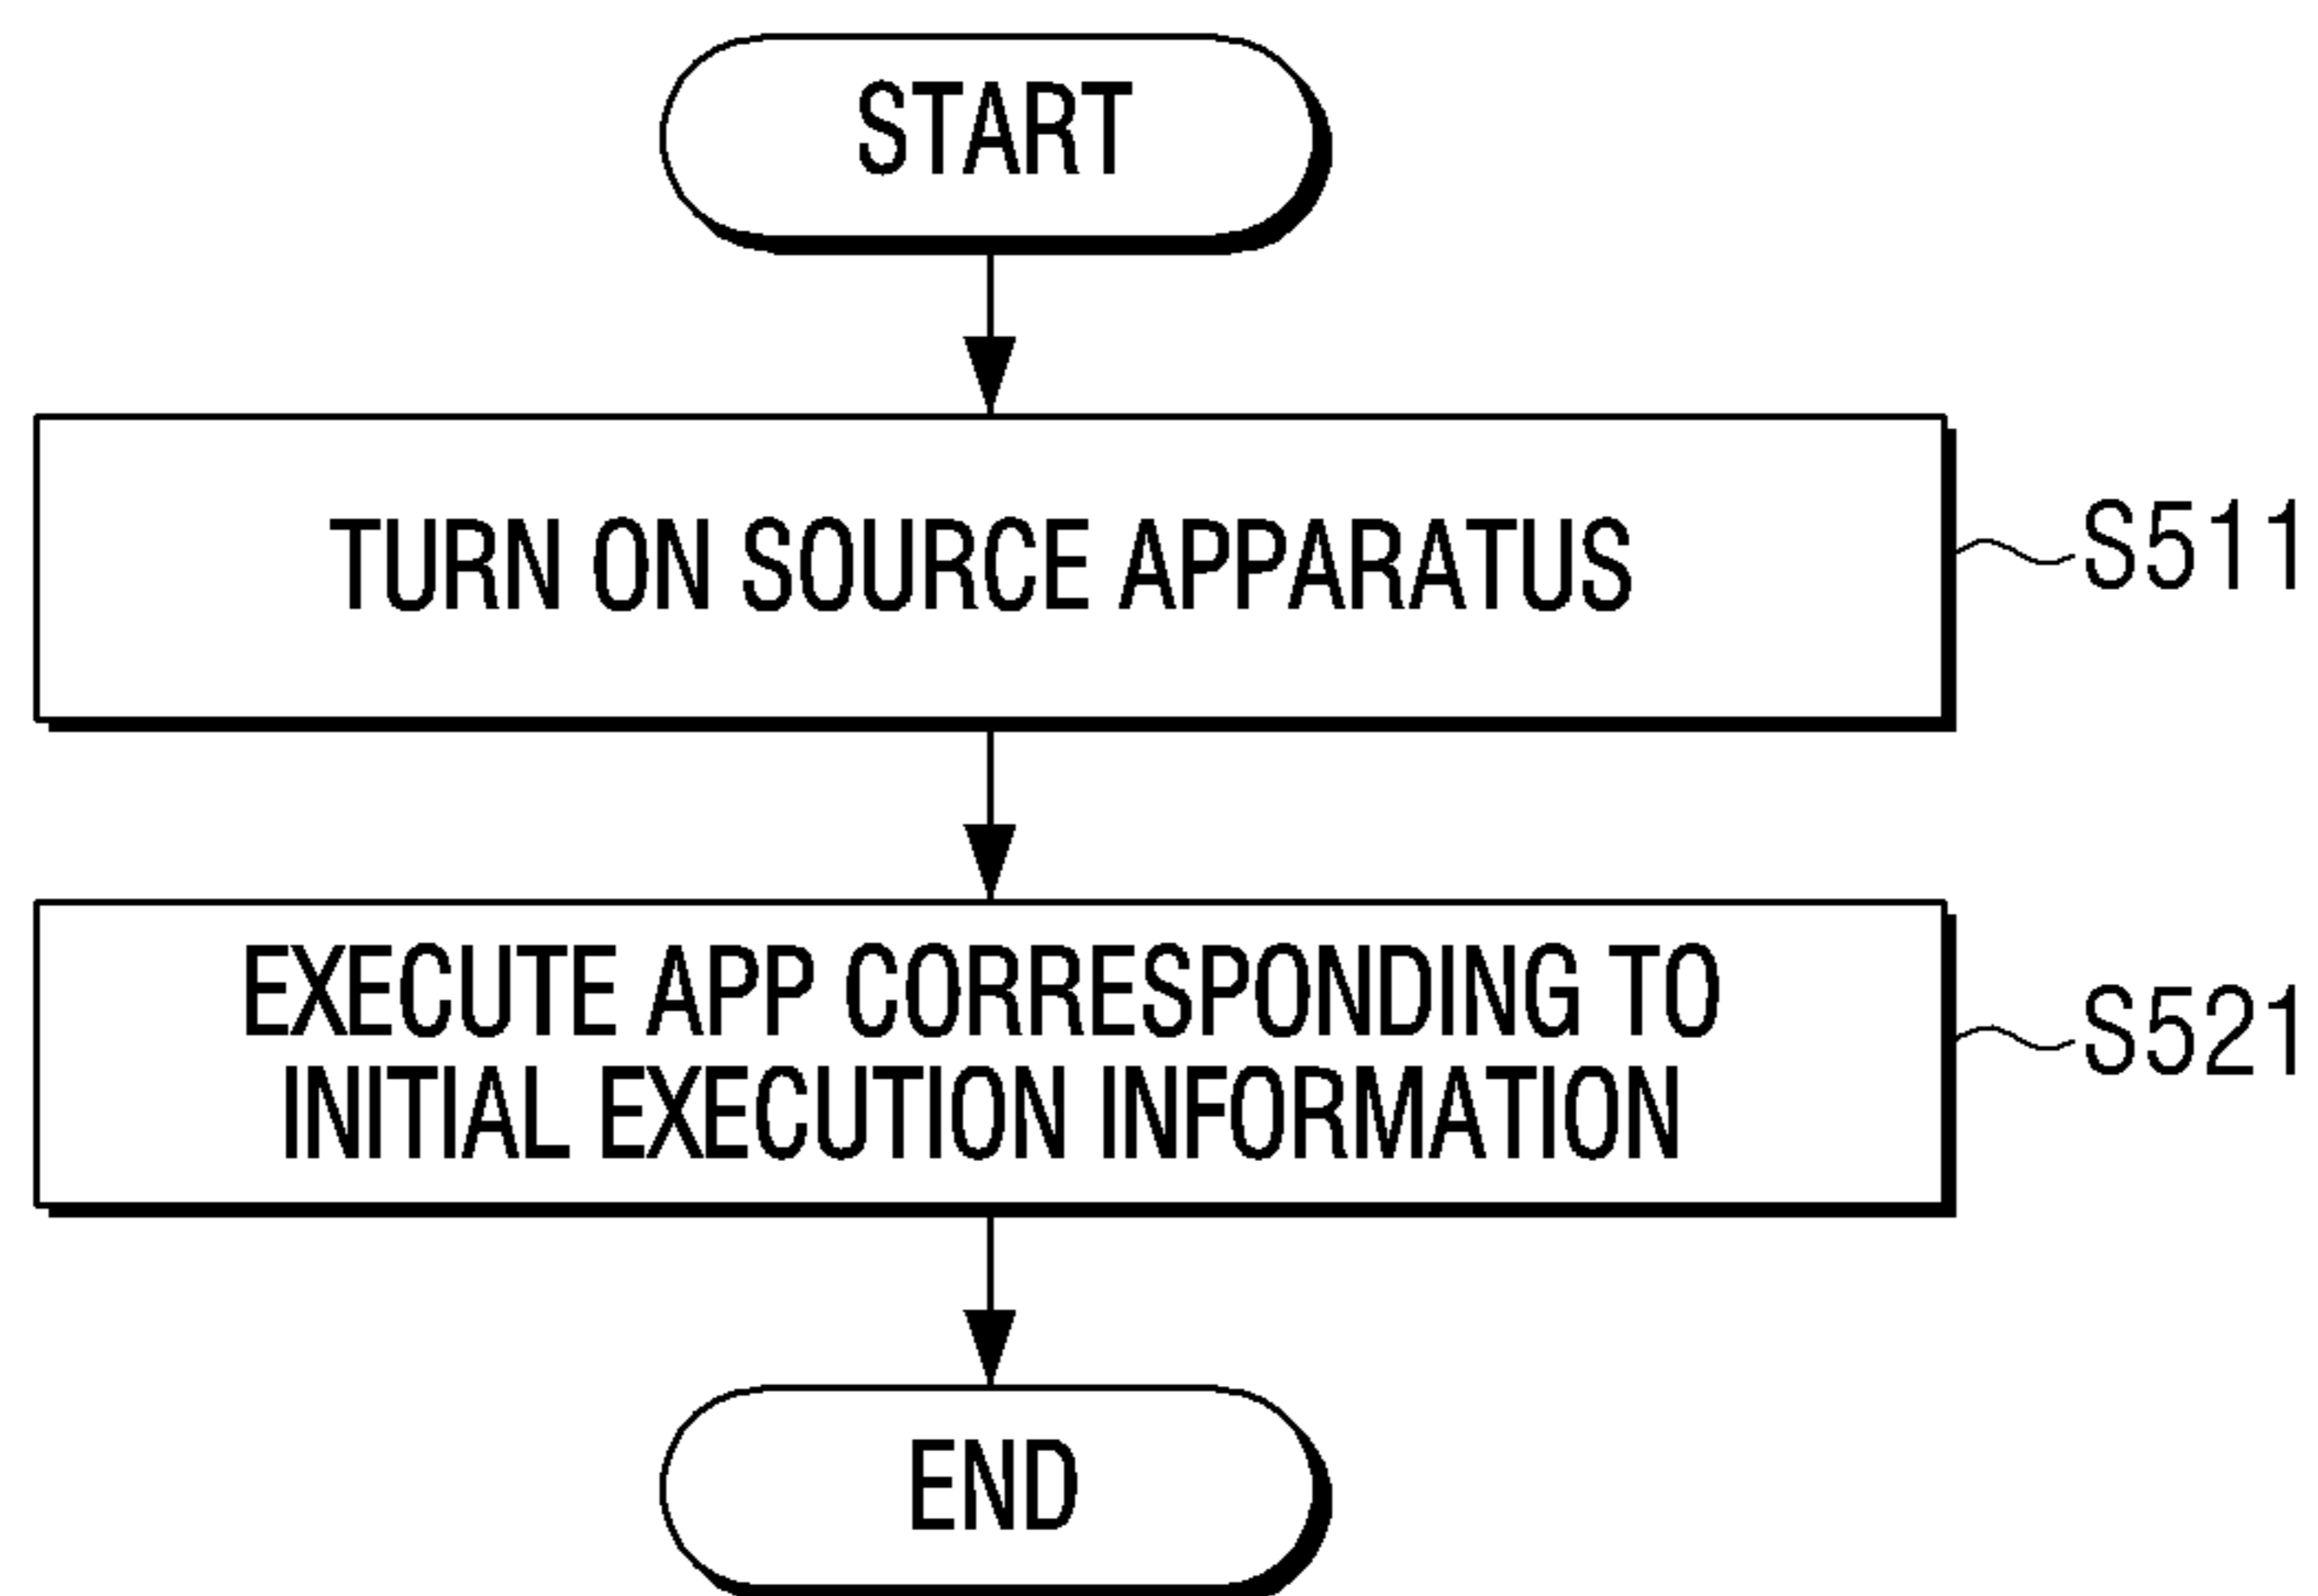 START
TURN ON SOURCE APPARATUS
S511
EXECUTE APP CORRESPONDING TO
INITIAL EXECUTION INFORMATION
S521
END